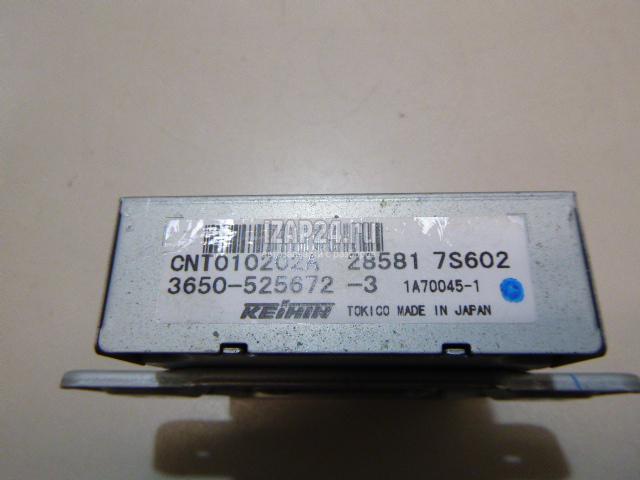 IZAP24.ru
CNT010202A 28581 7S602
3650-525672 -3 1A70045-1
KEIHIN TOKICO MADE IN JAPAN